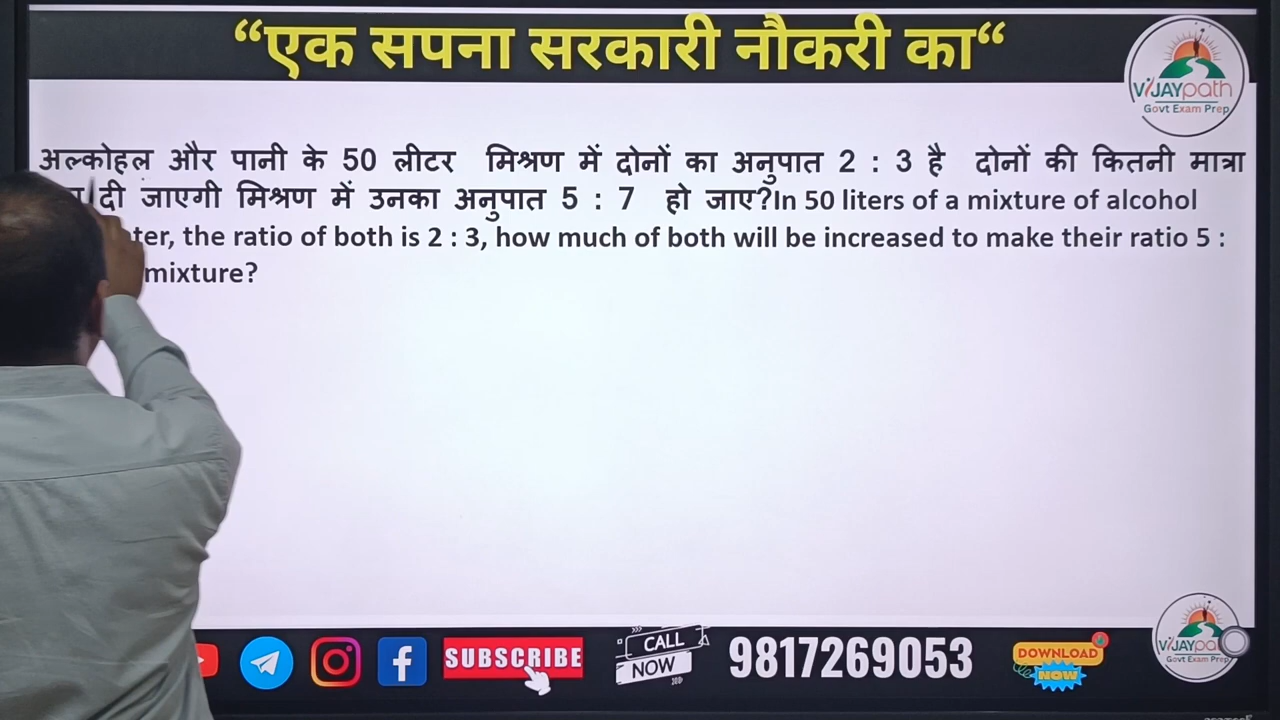 “एक सपना सरकारी नौकरी का“
VIJAYpath
Govt Exam Prep
अल्कोहल और पानी के 50 लीटर मिश्रण में दोनों का अनुपात 2 : 3 है दोनों की कितनी मात्रा
दी जाएगी मिश्रण में उनका अनुपात 5 : 7 हो जाए?In 50 liters of a mixture of alcohol
the ratio of both is 2 : 3, how much of both will be increased to make their ratio 5 :
mixture?
SUBSCRIBE
CALL
NOW
9817269053
DOWNLOAD
NOW
Govt Exam Prep